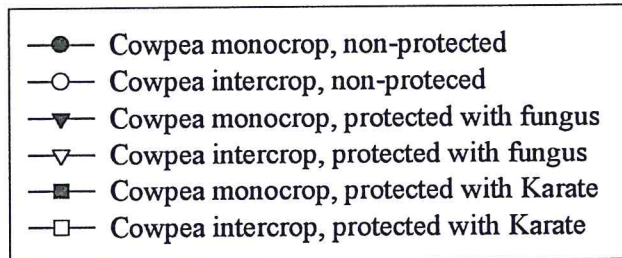 Cowpea monocrop, non-protected
Cowpea intercrop, non-proteced
Cowpea monocrop, protected with fungus
Cowpea intercrop, protected with fungus
Cowpea monocrop, protected with Karate
Cowpea intercrop, protected with Karate